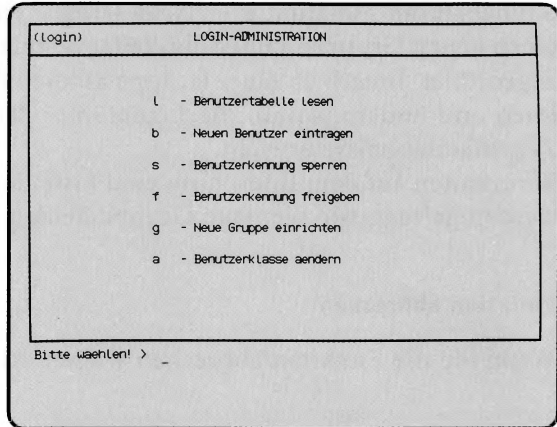 (login) LOGIN-ADMINISTRATION
l - Benutzertabelle lesen
b - Neuen Benutzer eintragen
s - Benutzerkennung sperren
f - Benutzerkennung freigeben
g - Neue Gruppe einrichten
a - Benutzerklasse aendern
Bitte waehlen! > _